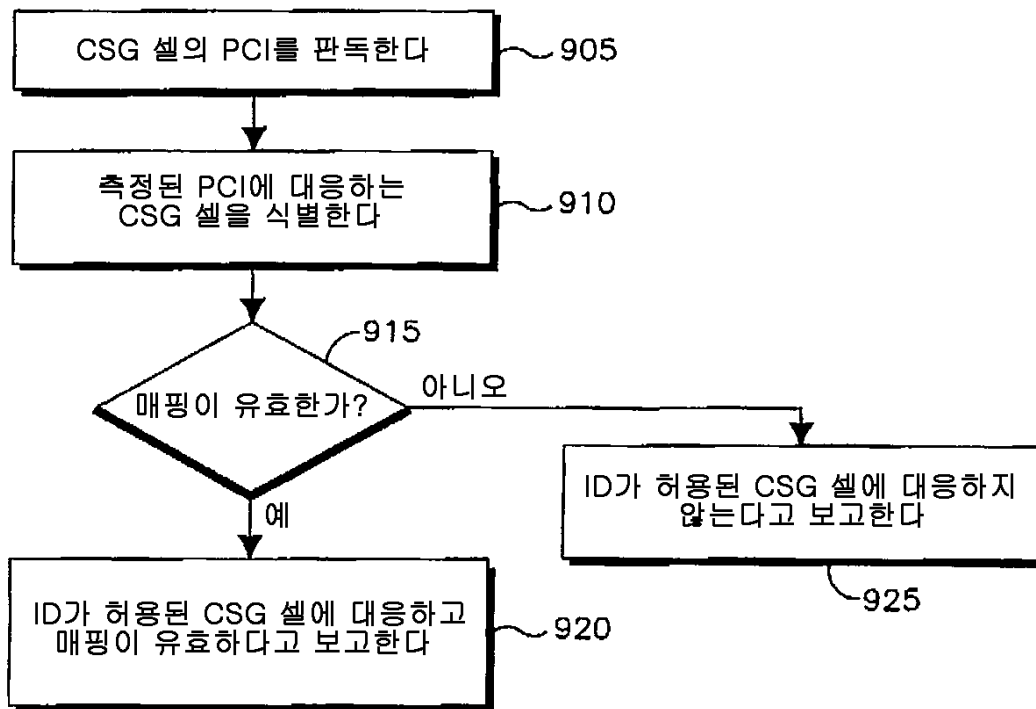 CSG 셀의 PCI를 판독한다
905
측정된 PCI에 대응하는
CSG 셀을 식별한다
910
915
매핑이 유효한가?
아니오
예
ID가 허용된 CSG 셀에 대응하지
않는다고 보고한다
925
ID가 허용된 CSG 셀에 대응하고
매핑이 유효하다고 보고한다
920